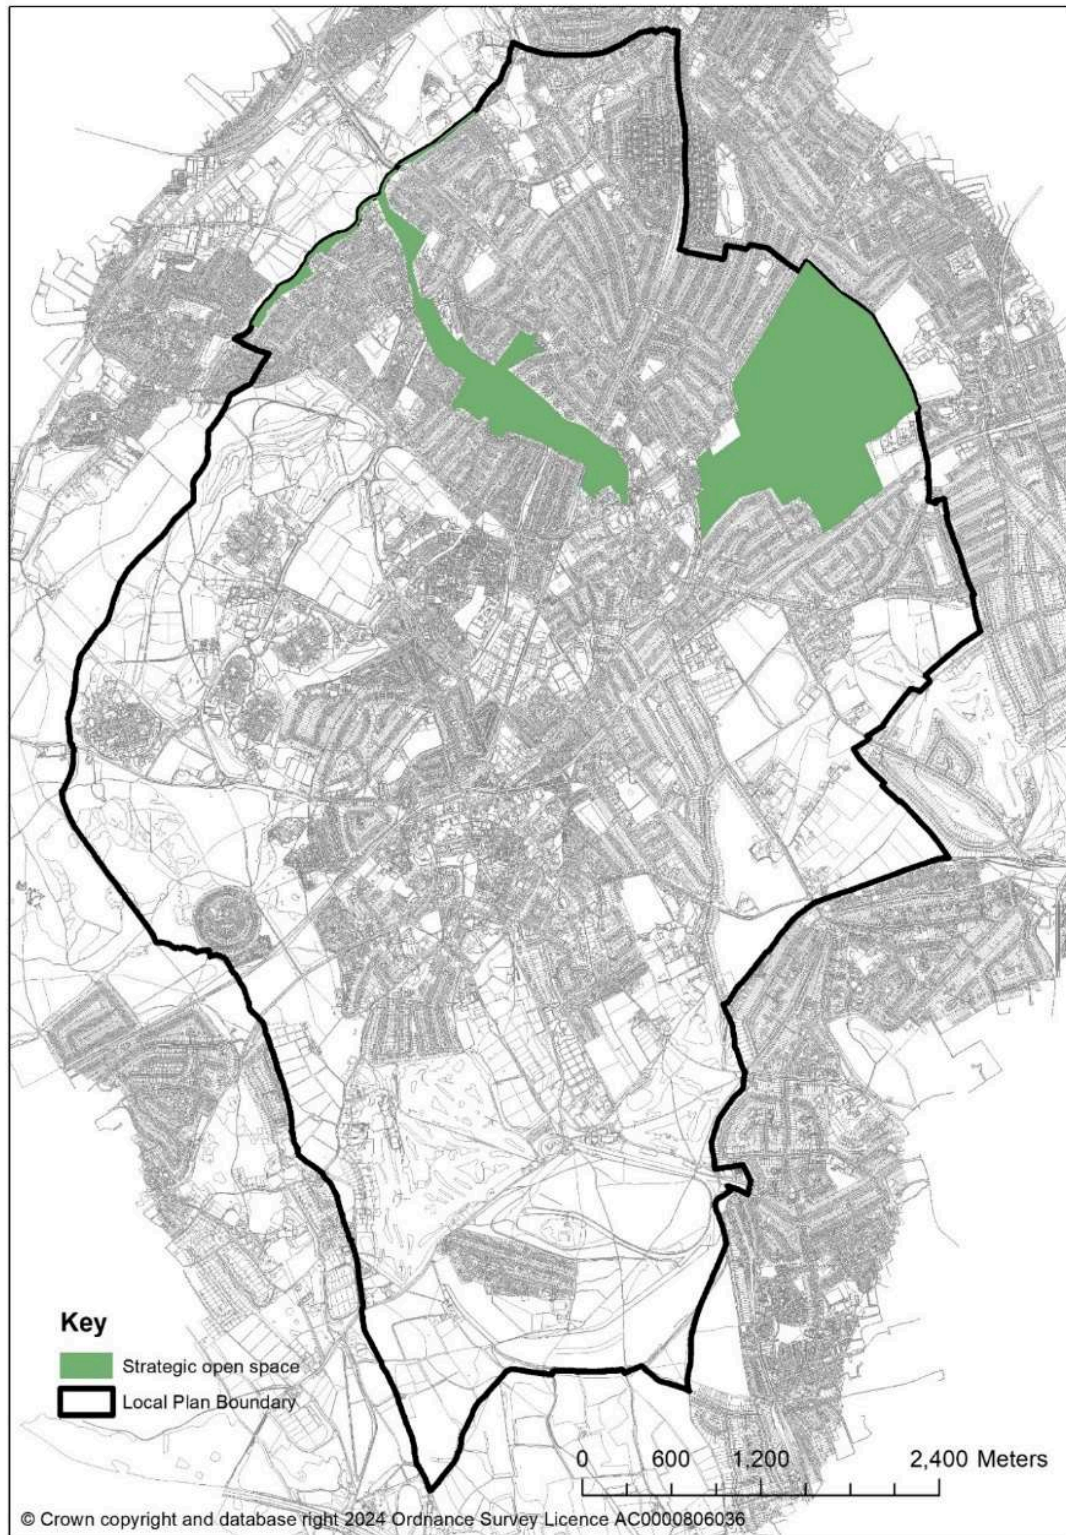 Key
Strategic open space
Local Plan Boundary
0 600 1,200 2,400 Meters
© Crown copyright and database right 2024 Ordnance Survey Licence AC0000806036